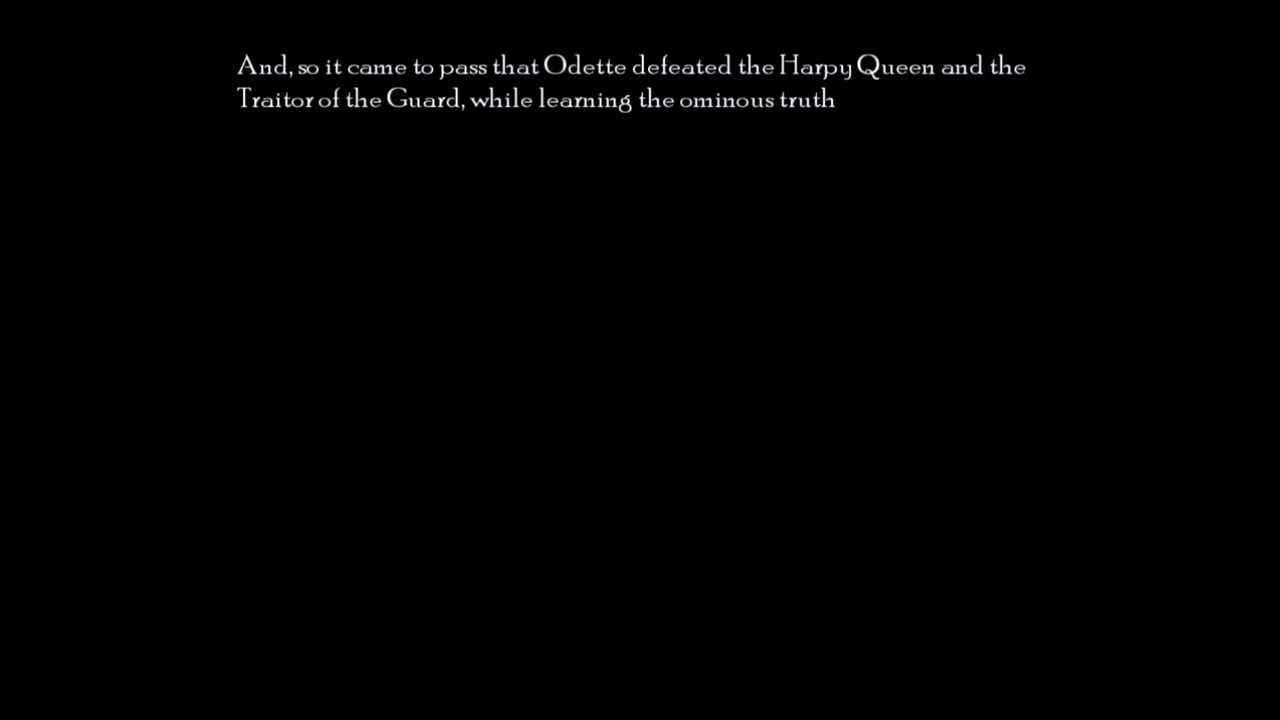 And, so it came to pass that Odette defeated the Harpy Queen and the
Traitor of the Guard, while learning the ominous truth